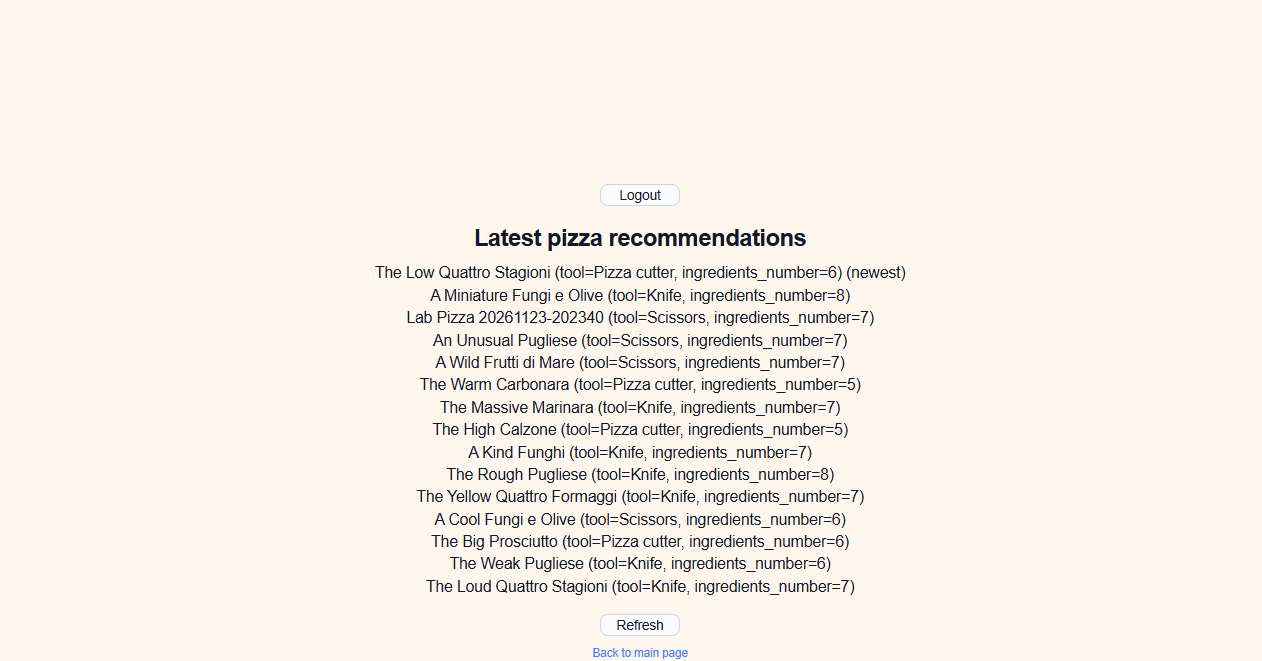 Logout
Latest pizza recommendations
The Low Quattro Stagioni (tool=Pizza cutter, ingredients_number=6) (newest)
A Miniature Fungi e Olive (tool=Knife, ingredients_number=8)
Lab Pizza 20261123-202340 (tool=Scissors, ingredients_number=7)
An Unusual Pugliese (tool=Scissors, ingredients_number=7)
A Wild Frutti di Mare (tool=Scissors, ingredients_number=7)
The Warm Carbonara (tool=Pizza cutter, ingredients_number=5)
The Massive Marinara (tool=Knife, ingredients_number=7)
The High Calzone (tool=Pizza cutter, ingredients_number=5)
A Kind Funghi (tool=Knife, ingredients_number=7)
The Rough Pugliese (tool=Knife, ingredients_number=8)
The Yellow Quattro Formaggi (tool=Knife, ingredients_number=7)
A Cool Fungi e Olive (tool=Scissors, ingredients_number=6)
The Big Prosciutto (tool=Pizza cutter, ingredients_number=6)
The Weak Pugliese (tool=Knife, ingredients_number=6)
The Loud Quattro Stagioni (tool=Knife, ingredients_number=7)
Refresh
Back to main page